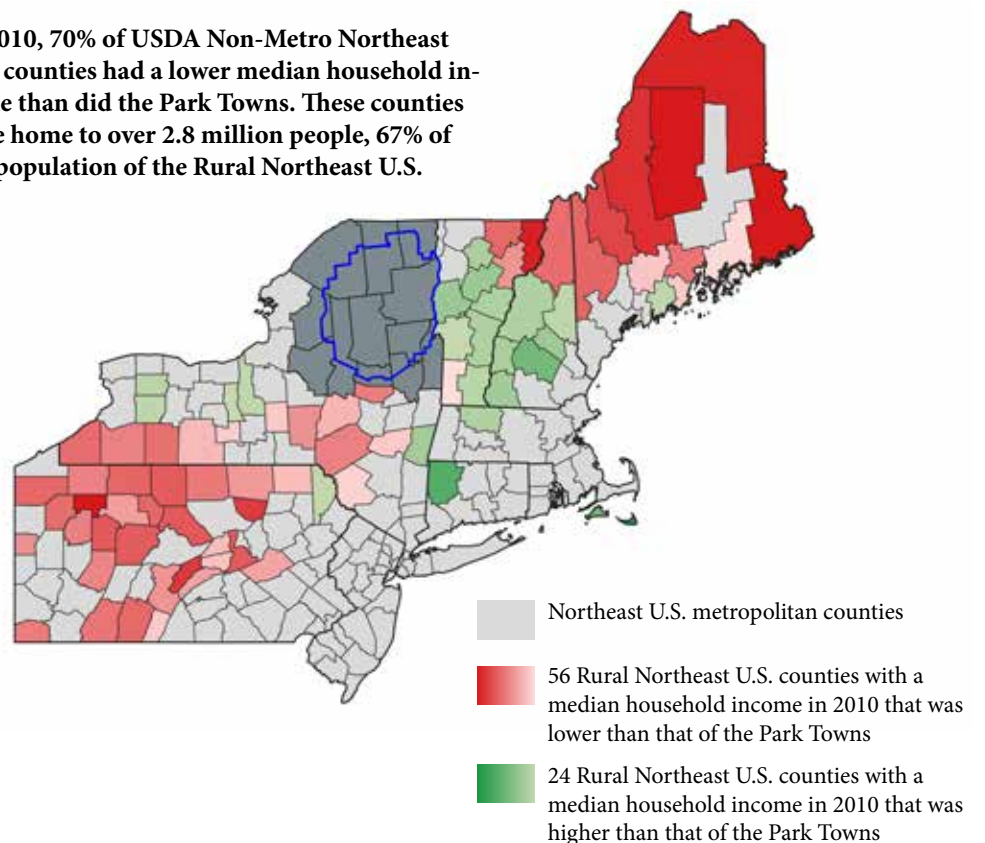 010, 70% of USDA Non-Metro Northeast
counties had a lower median household in-
e than did the Park Towns. These counties
e home to over 2.8 million people, 67% of
population of the Rural Northeast U.S.
Northeast U.S. metropolitan counties
56 Rural Northeast U.S. counties with a
median household income in 2010 that was
lower than that of the Park Towns
24 Rural Northeast U.S. counties with a
median household income in 2010 that was
higher than that of the Park Towns